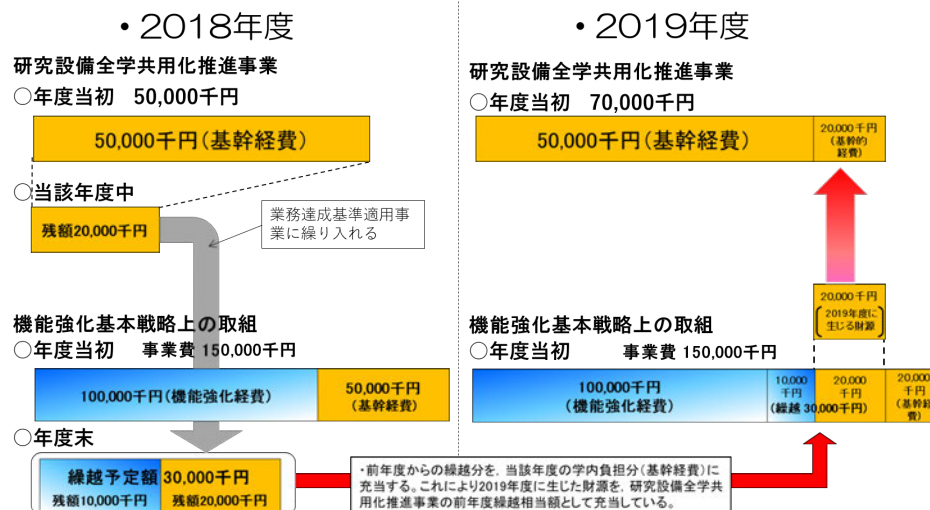 ・2018年度
研究設備全学共用化推進事業
○年度当初　50,000千円
50,000千円(基幹経費)
○当該年度中
残額20,000千円
業務達成基準適用事
業に繰り入れる
機能強化基本戦略上の取組
○年度当初　事業費 150,000千円
100,000千円(機能強化経費)
50,000千円
(基幹経費)
○年度末
繰越予定額 30,000千円
残額10,000千円　残額20,000千円
・2019年度
研究設備全学共用化推進事業
○年度当初　70,000千円
50,000千円(基幹経費)
20,000千円
(基幹的
経費)
20,000千円
(2019年度に
生じる財源)
機能強化基本戦略上の取組
○年度当初　事業費 150,000千円
100,000千円
(機能強化経費)
10,000
千円
20,000
千円
(繰越 30,000千円)
20,000
千円
(基幹経
費)
・前年度からの繰越分を、当該年度の学内負担分(基幹経費)に
充当する。これにより2019年度に生じた財源を、研究設備全学共
用化推進事業の前年度繰越相当額として充当している。